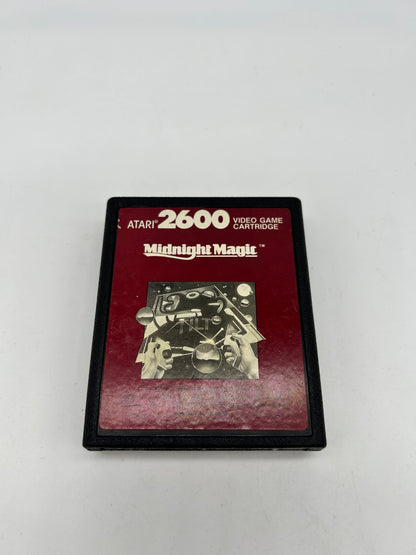 ATARI® 2600 VIDEO GAME
CARTRIDGE
Midnight Magic™
TILT